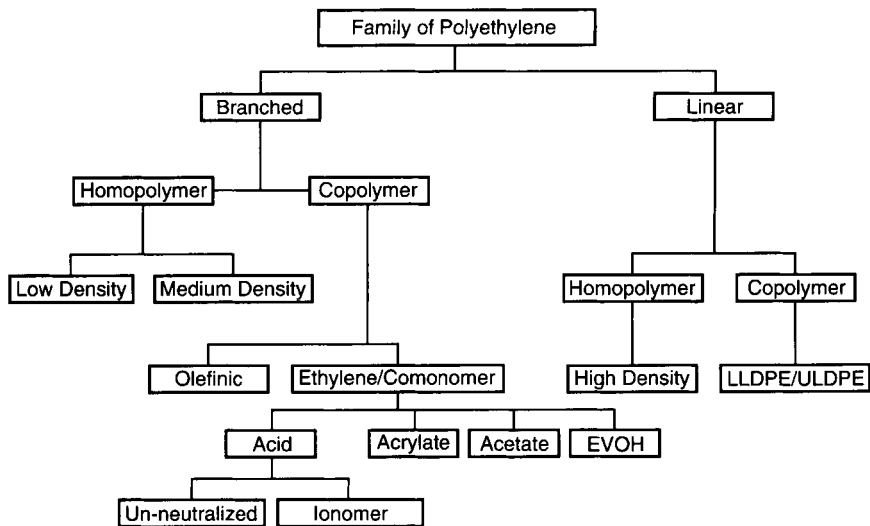 Family of Polyethylene
Branched
Linear
Homopolymer
Copolymer
Low Density
Medium Density
Homopolymer
Copolymer
Olefinic
Ethylene/Comonomer
High Density
LLDPE/ULDPE
Acid
Acrylate
Acetate
EVOH
Un-neutralized
Ionomer